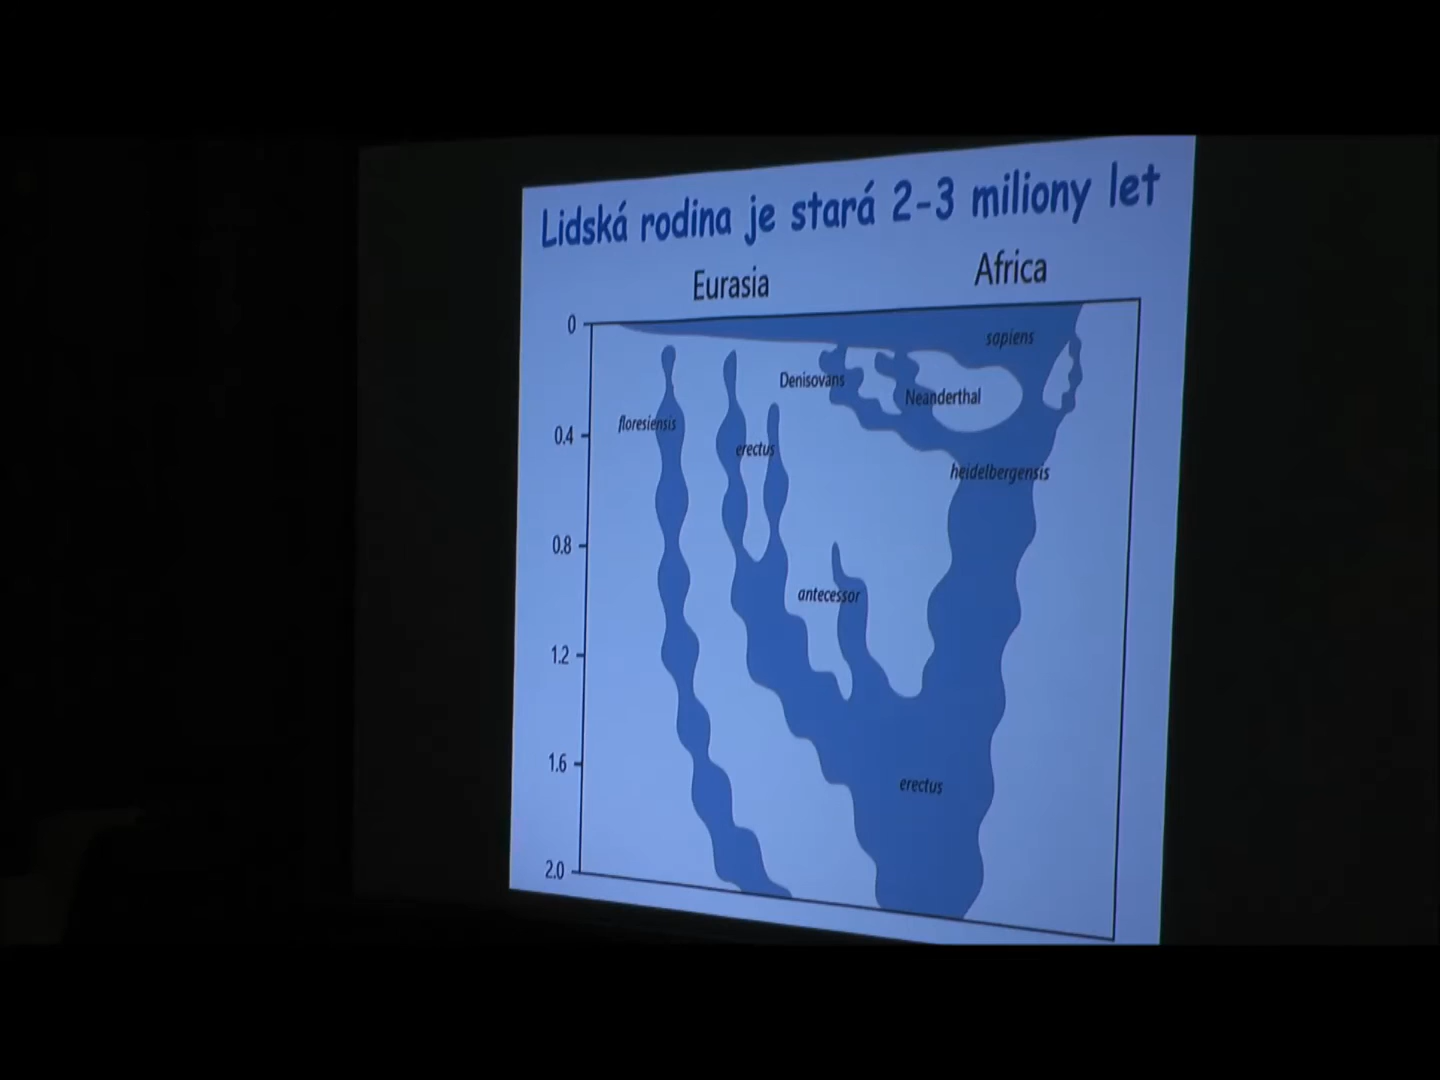 Lidská rodina je stará 2-3 miliony let
Eurasia
Africa
0
sapiens
Denisovans
Neanderthal
floresiensis
0.4
erectus
heidelbergensis
0.8
antecessor
1.2
1.6
erectus
2.0